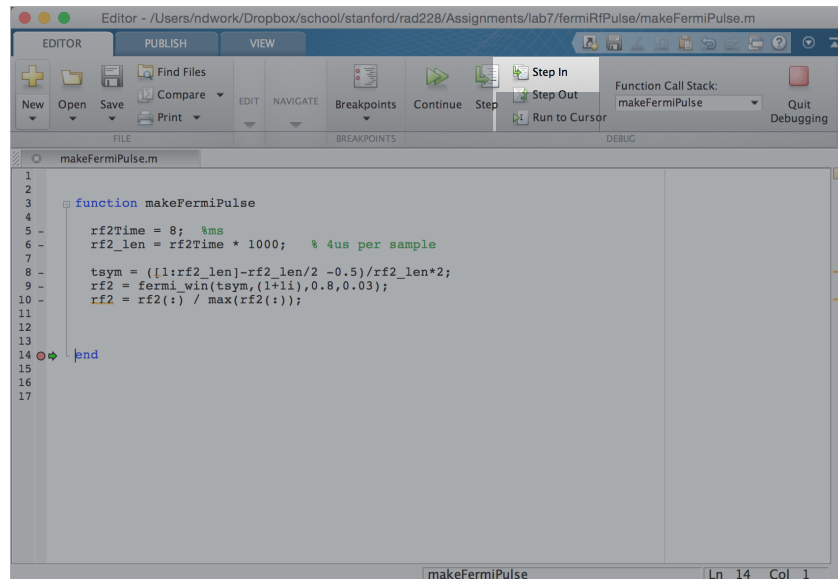 Editor - /Users/ndwork/Dropbox/school/stanford/rad228/Assignments/lab7/fermiRfPulse/makeFermiPulse.m
EDITOR PUBLISH VIEW
New
Open
Save
Find Files
Compare
Print
FILE
EDIT
NAVIGATE
Breakpoints
BREAKPOINTS
Continue
Step
Step In
Step Out
Run to Cursor
Function Call Stack:
makeFermiPulse
Quit
Debugging
DEBUG
makeFermiPulse.m
1
2
3 function makeFermiPulse
4
5 - rf2Time = 8; %ms
6 - rf2_len = rf2Time * 1000; % 4us per sample
7
8 - tsym = ([1:rf2_len]-rf2_len/2 -0.5)/rf2_len*2;
9 - rf2 = fermi_win(tsym,(1+1i),0.8,0.03);
10 - rf2 = rf2(:) / max(rf2(:));
11
12
13
14 end
15
16
17
makeFermiPulse Ln 14 Col 1